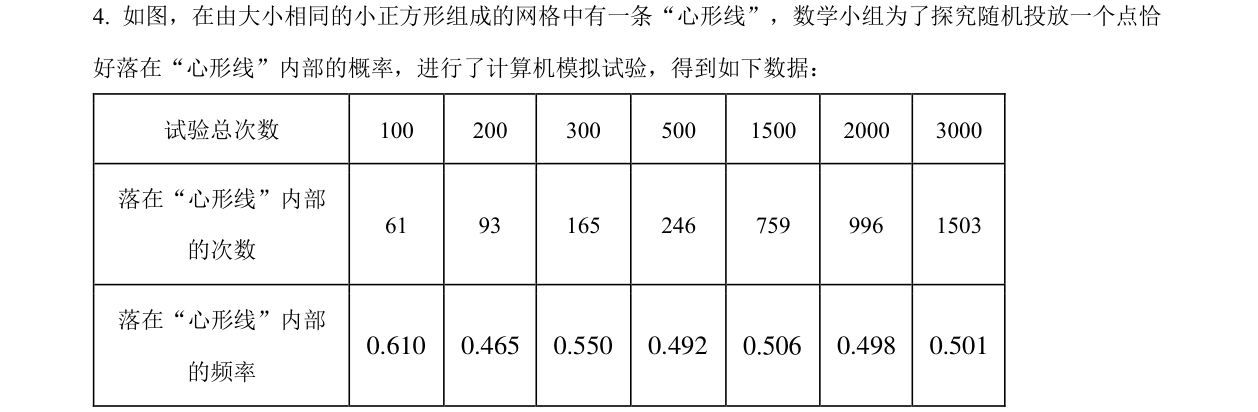 4. 如图，在由大小相同的小正方形组成的网格中有一条“心形线”，数学小组为了探究随机投放一个点恰
好落在“心形线”内部的概率，进行了计算机模拟试验，得到如下数据：
试验总次数 100 200 300 500 1500 2000 3000
落在“心形线”内部
的次数 61 93 165 246 759 996 1503
落在“心形线”内部
的频率 0.610 0.465 0.550 0.492 0.506 0.498 0.501